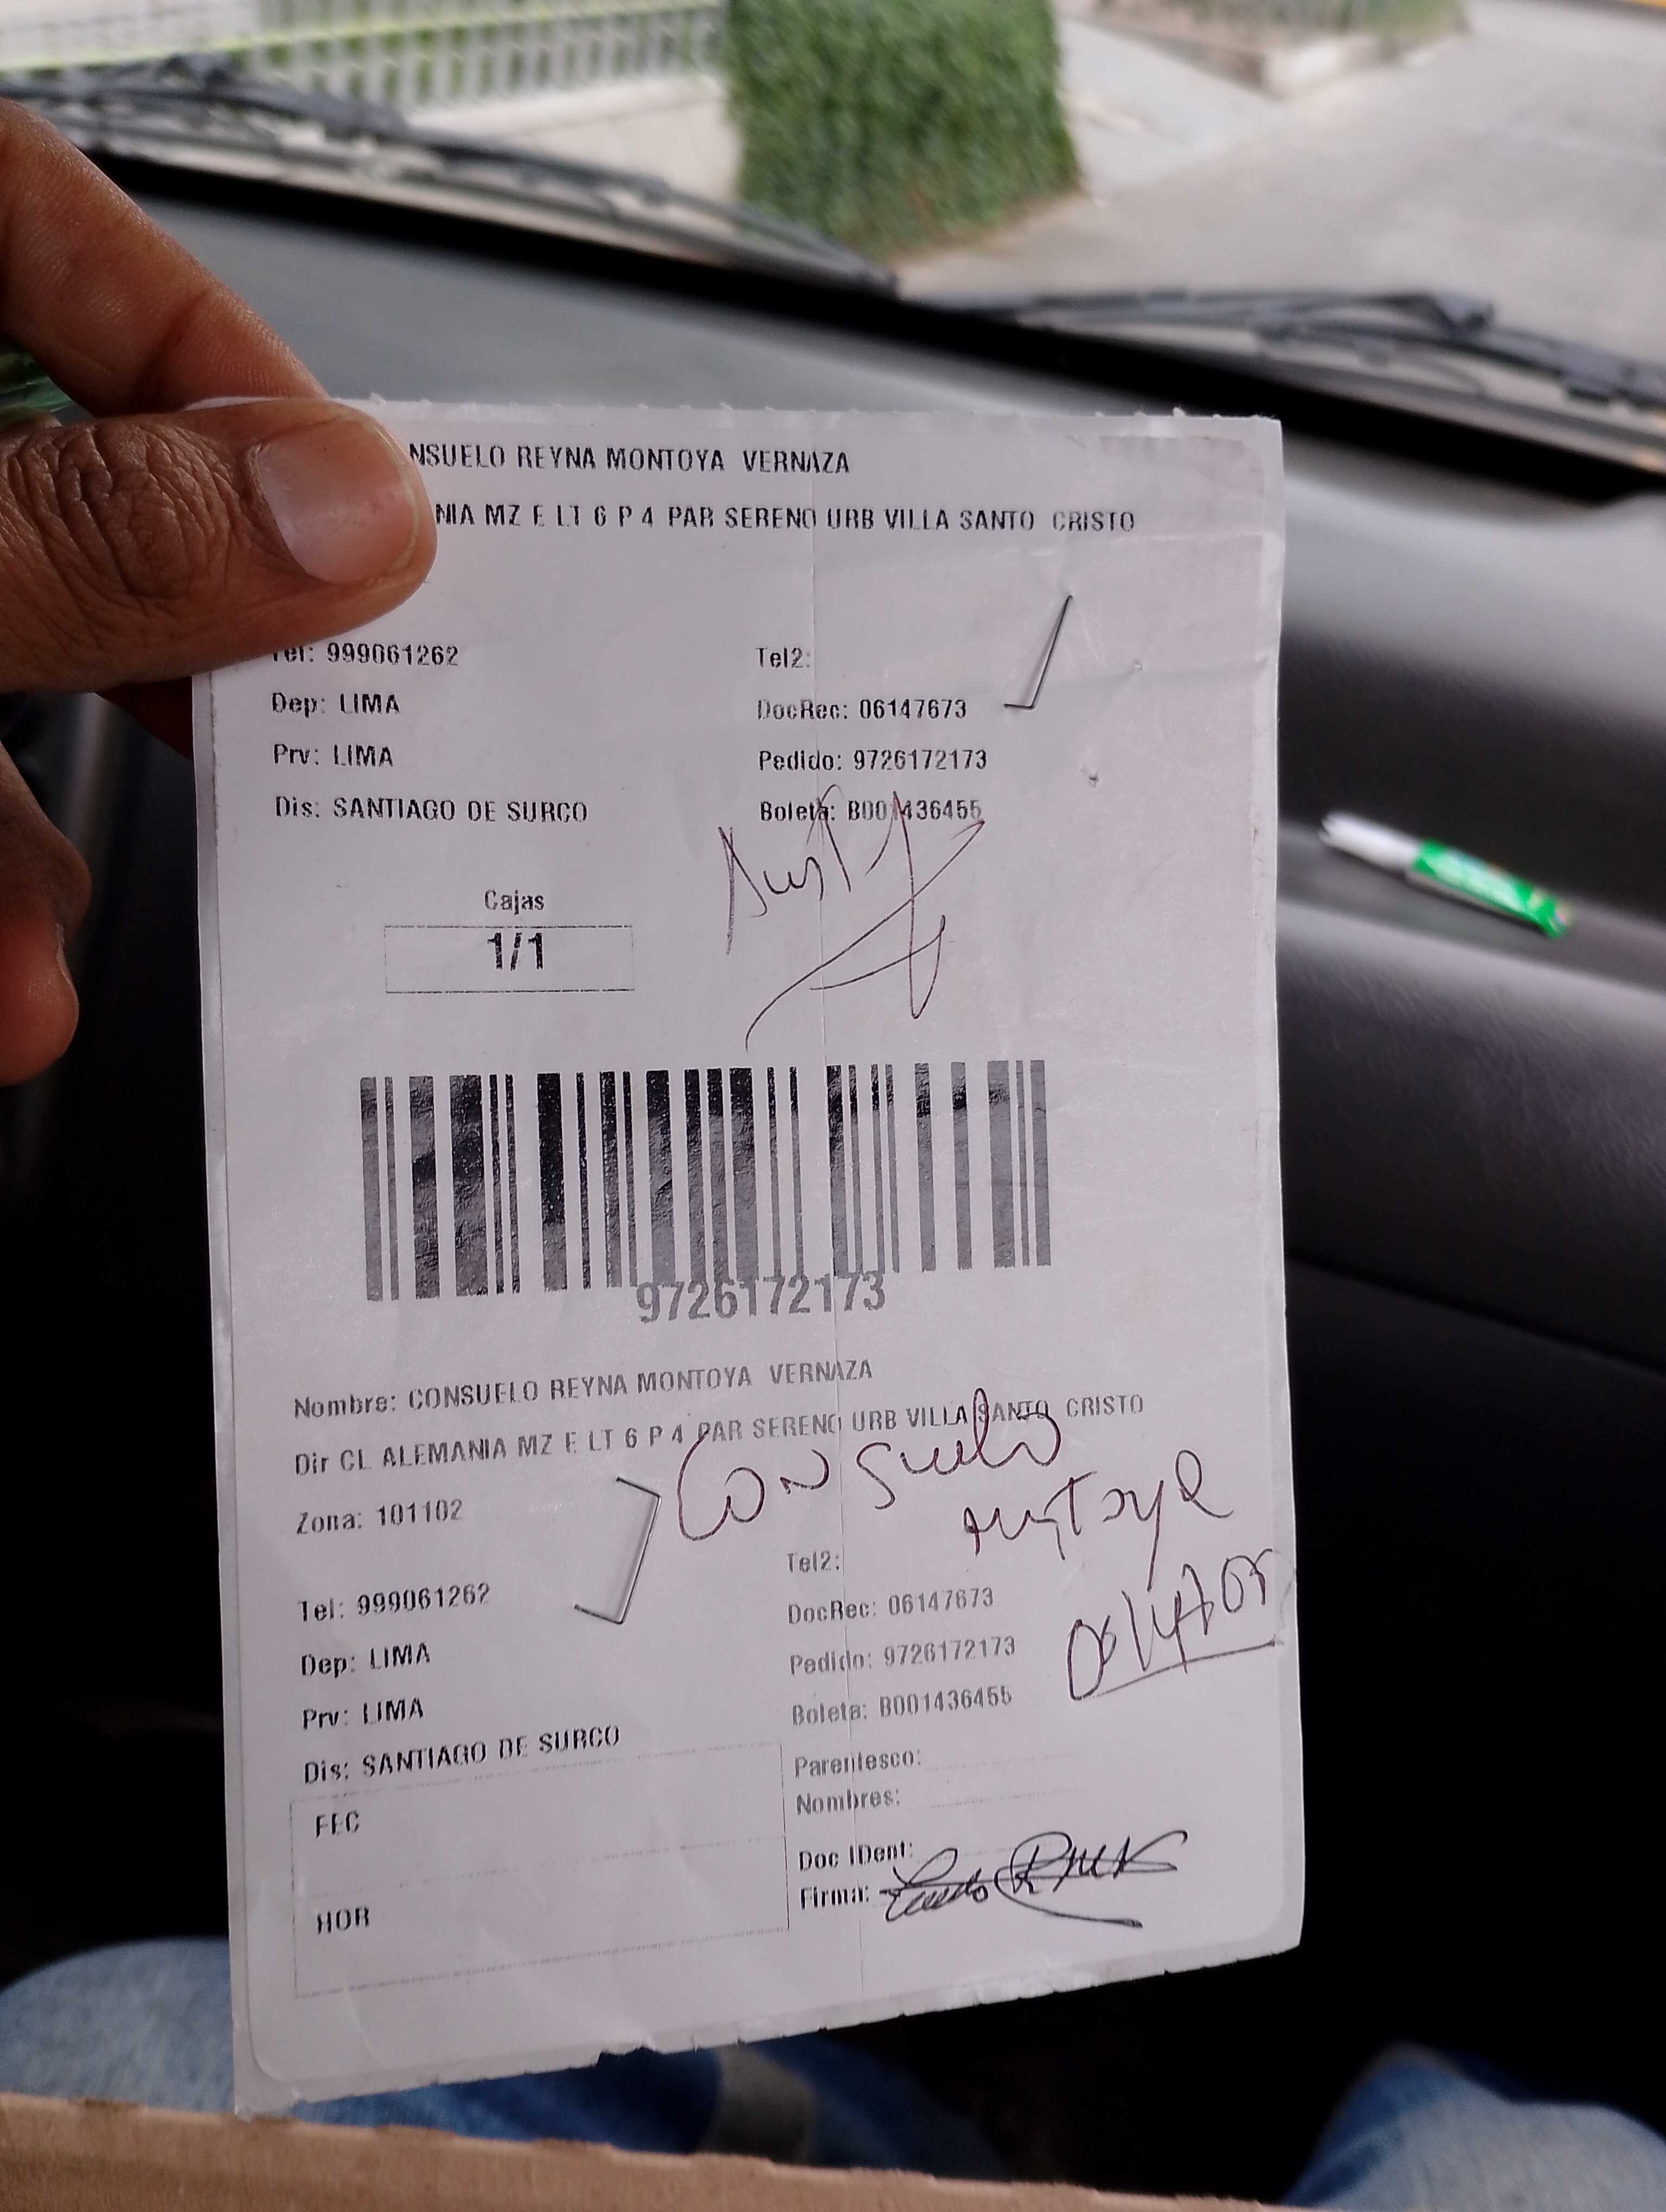 NSUELO REYNA MONTOYA VERNAZA
NIA MZ E LT 6 P 4 PAR SERENO URB VILLA SANTO CRISTO
Tel: 999061262
Tel2:
Dep: LIMA
DocRec: 06147673
Prv: LIMA
Pedido: 9726172173
Dis: SANTIAGO DE SURCO
Boleta: B001436455
Cajas
1/1
9726172173
Nombre: CONSUELO REYNA MONTOYA VERNAZA
Dir CL ALEMANIA MZ E LT 6 P 4 PAR SERENO URB VILLA SANTO CRISTO
Consuelo
Montoya
Zona: 101102
Tel2:
Tel: 999061262
DocRec: 06147673
Dep: LIMA
Pedido: 9726172173
Prv: LIMA
Boleta: B001436455
Dis: SANTIAGO DE SURCO
Parentesco:
Nombres:
FEC
Doc IDent:
Firma:
HOR